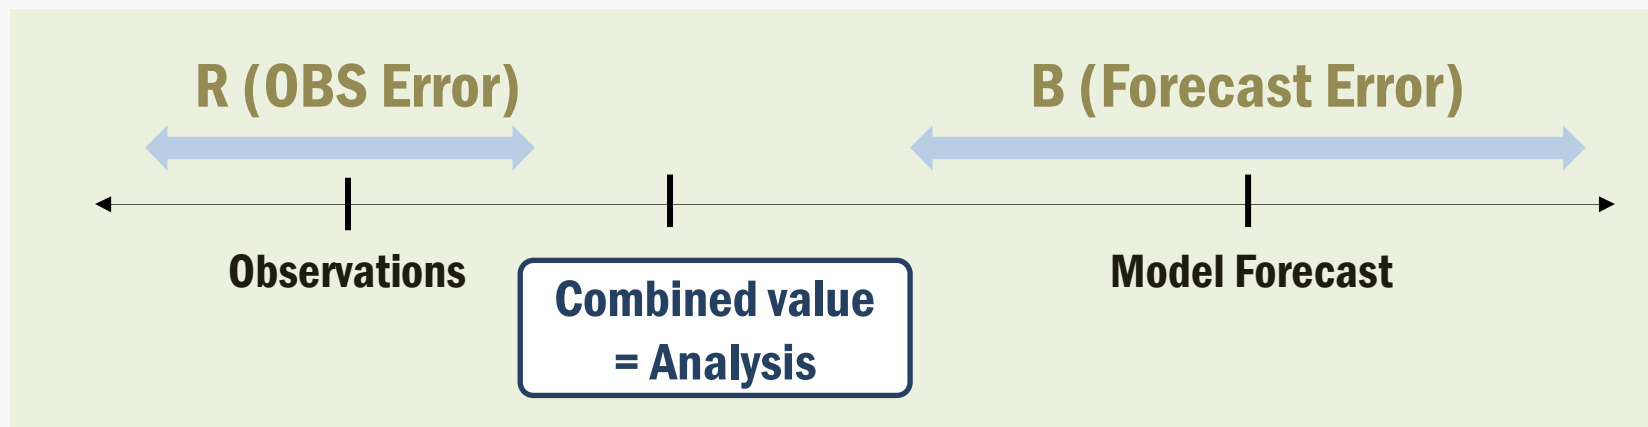 R (OBS Error)
B (Forecast Error)
Observations
Model Forecast
Combined value
= Analysis